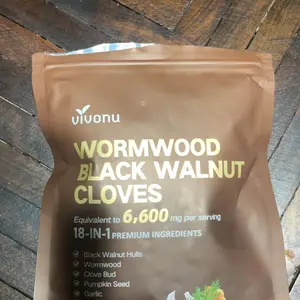 vivonu
WORMWOOD
BLACK WALNUT
CLOVES
Equivalent to 6,600 mg per serving
18-IN-1 PREMIUM INGREDIENTS
Black Walnut Hulls
Wormwood
Clove Bud
Pumpkin Seed
Garlic